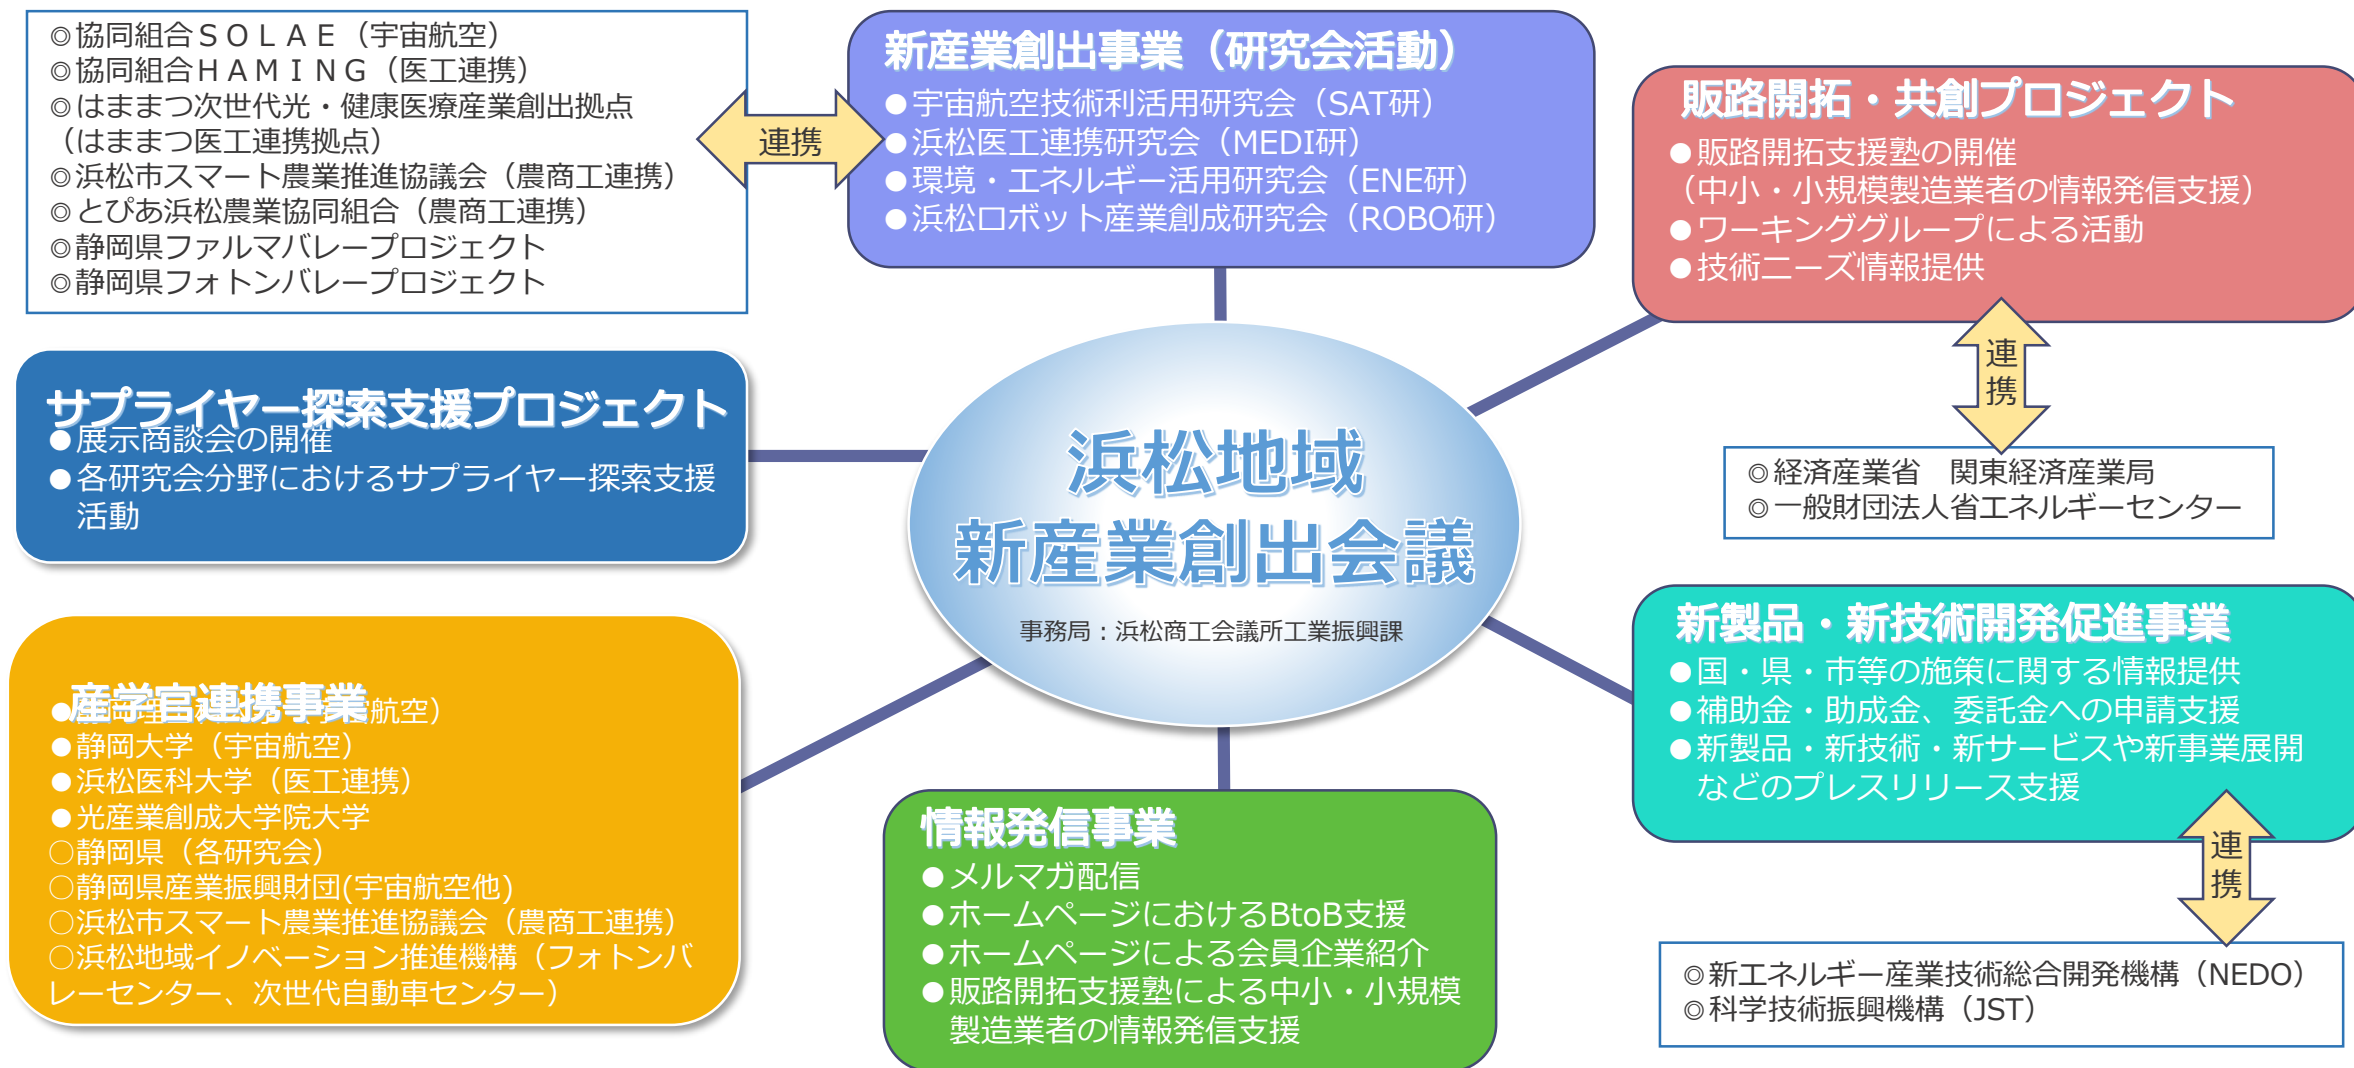 ◎協同組合ＳＯＬＡＥ（宇宙航空）
◎協同組合ＨＡＭＩＮＧ（医工連携）
◎はままつ次世代光・健康医療産業創出拠点
（はままつ医工連携拠点）
◎浜松市スマート農業推進協議会（農商工連携）
◎とぴあ浜松農業協同組合（農商工連携）
◎静岡県ファルマバレープロジェクト
◎静岡県フォトンバレープロジェクト
連携
新産業創出事業（研究会活動）
●宇宙航空技術利活用研究会（SAT研）
●浜松医工連携研究会（MEDI研）
●環境・エネルギー活用研究会（ENE研）
●浜松ロボット産業創成研究会（ROBO研）
販路開拓・共創プロジェクト
●販路開拓支援塾の開催
（中小・小規模製造業者の情報発信支援）
●ワーキンググループによる活動
●技術ニーズ情報提供
連携
◎経済産業省　関東経済産業局
◎一般財団法人省エネルギーセンター
サプライヤー探索支援プロジェクト
●展示商談会の開催
●各研究会分野におけるサプライヤー探索支援
活動
浜松地域
新産業創出会議
事務局：浜松商工会議所工業振興課
新製品・新技術開発促進事業
●国・県・市等の施策に関する情報提供
●補助金・助成金、委託金への申請支援
●新製品・新技術・新サービスや新事業展開
などのプレスリリース支援
連携
◎新エネルギー産業技術総合開発機構（NEDO）
◎科学技術振興機構（JST）
産学官連携事業
航空）
●静岡大学（宇宙航空）
●浜松医科大学（医工連携）
●光産業創成大学院大学
○静岡県（各研究会）
○静岡県産業振興財団(宇宙航空他)
○浜松市スマート農業推進協議会（農商工連携）
○浜松地域イノベーション推進機構（フォトンバ
レーセンター、次世代自動車センター）
情報発信事業
●メルマガ配信
●ホームページにおけるBtoB支援
●ホームページによる会員企業紹介
●販路開拓支援塾による中小・小規模
製造業者の情報発信支援